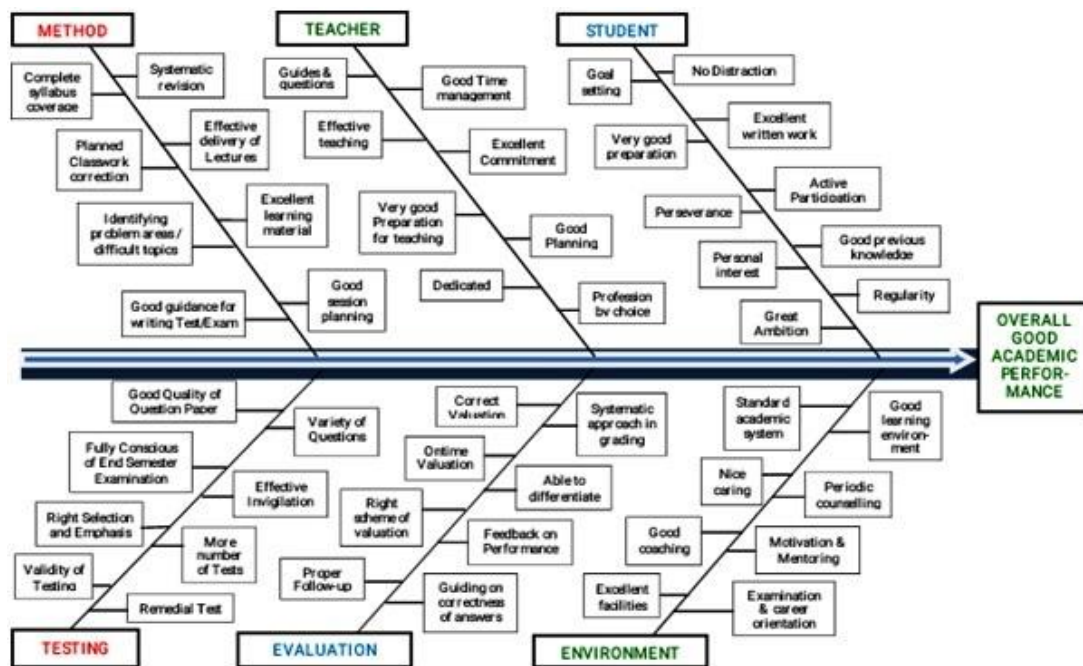 METHOD
TEACHER
STUDENT
Complete
syllabus
coverage
Systematic
revision
Planned
Classwork
correction
Effective
delivery of
Lectures
Identifying
problem areas /
difficult topics
Excellent
learning
material
Good guidance for
writing Test/Exam
Good
session
planning
Guides &
questions
Good Time
management
Effective
teaching
Excellent
Commitment
Very good
Preparation
for teaching
Good
Planning
Dedicated
Profession
by choice
Goal
setting
No Distraction
Very good
preparation
Excellent
written work
Perseverance
Active
Participation
Personal
interest
Good previous
knowledge
Great
Ambition
Regularity
OVERALL
GOOD
ACADEMIC
PERFOR-
MANCE
Good Quality of
Question Paper
Variety of
Questions
Fully Conscious
of End Semester
Examination
Effective
Invigilation
Right Selection
and Emphasis
More
number
of Tests
Validity of
Testing
Remedial Test
Correct
Valuation
Systematic
approach in
grading
Ontime
Valuation
Able to
differentiate
Right
scheme of
valuation
Feedback on
Performance
Proper
Follow-up
Guiding on
correctness
of answers
Standard
academic
system
Good
learning
environ-
ment
Nice
caring
Periodic
counselling
Good
coaching
Motivation &
Mentoring
Excellent
facilities
Examination
& career
orientation
TESTING
EVALUATION
ENVIRONMENT